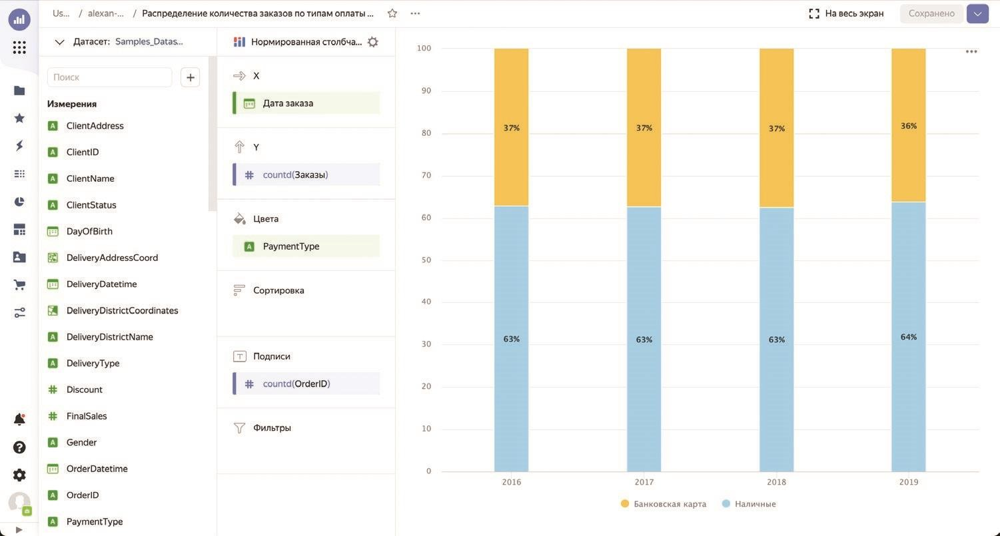 Us... / alexan-... / Распределение количества заказов по типам оплаты ...
На весь экран
Сохранено
Датасет: Samples_Datas...
Поиск
Измерения
A ClientAddress
A ClientID
A ClientName
A ClientStatus
DayOfBirth
DeliveryAddressCoord
DeliveryDatetime
DeliveryDistrictCoordinates
A DeliveryDistrictName
A DeliveryType
# Discount
# FinalSales
A Gender
OrderDatetime
A OrderID
A PaymentType
Нормированная столбча...
X
Дата заказа
Y
# countd(Заказы)
Цвета
A PaymentType
Сортировка
T Подписи
# countd(OrderID)
Фильтры
100
90
80
70
60
50
40
30
20
10
0
37% 37% 37% 36%
63% 63% 63% 64%
2016 2017 2018 2019
Банковская карта Наличные